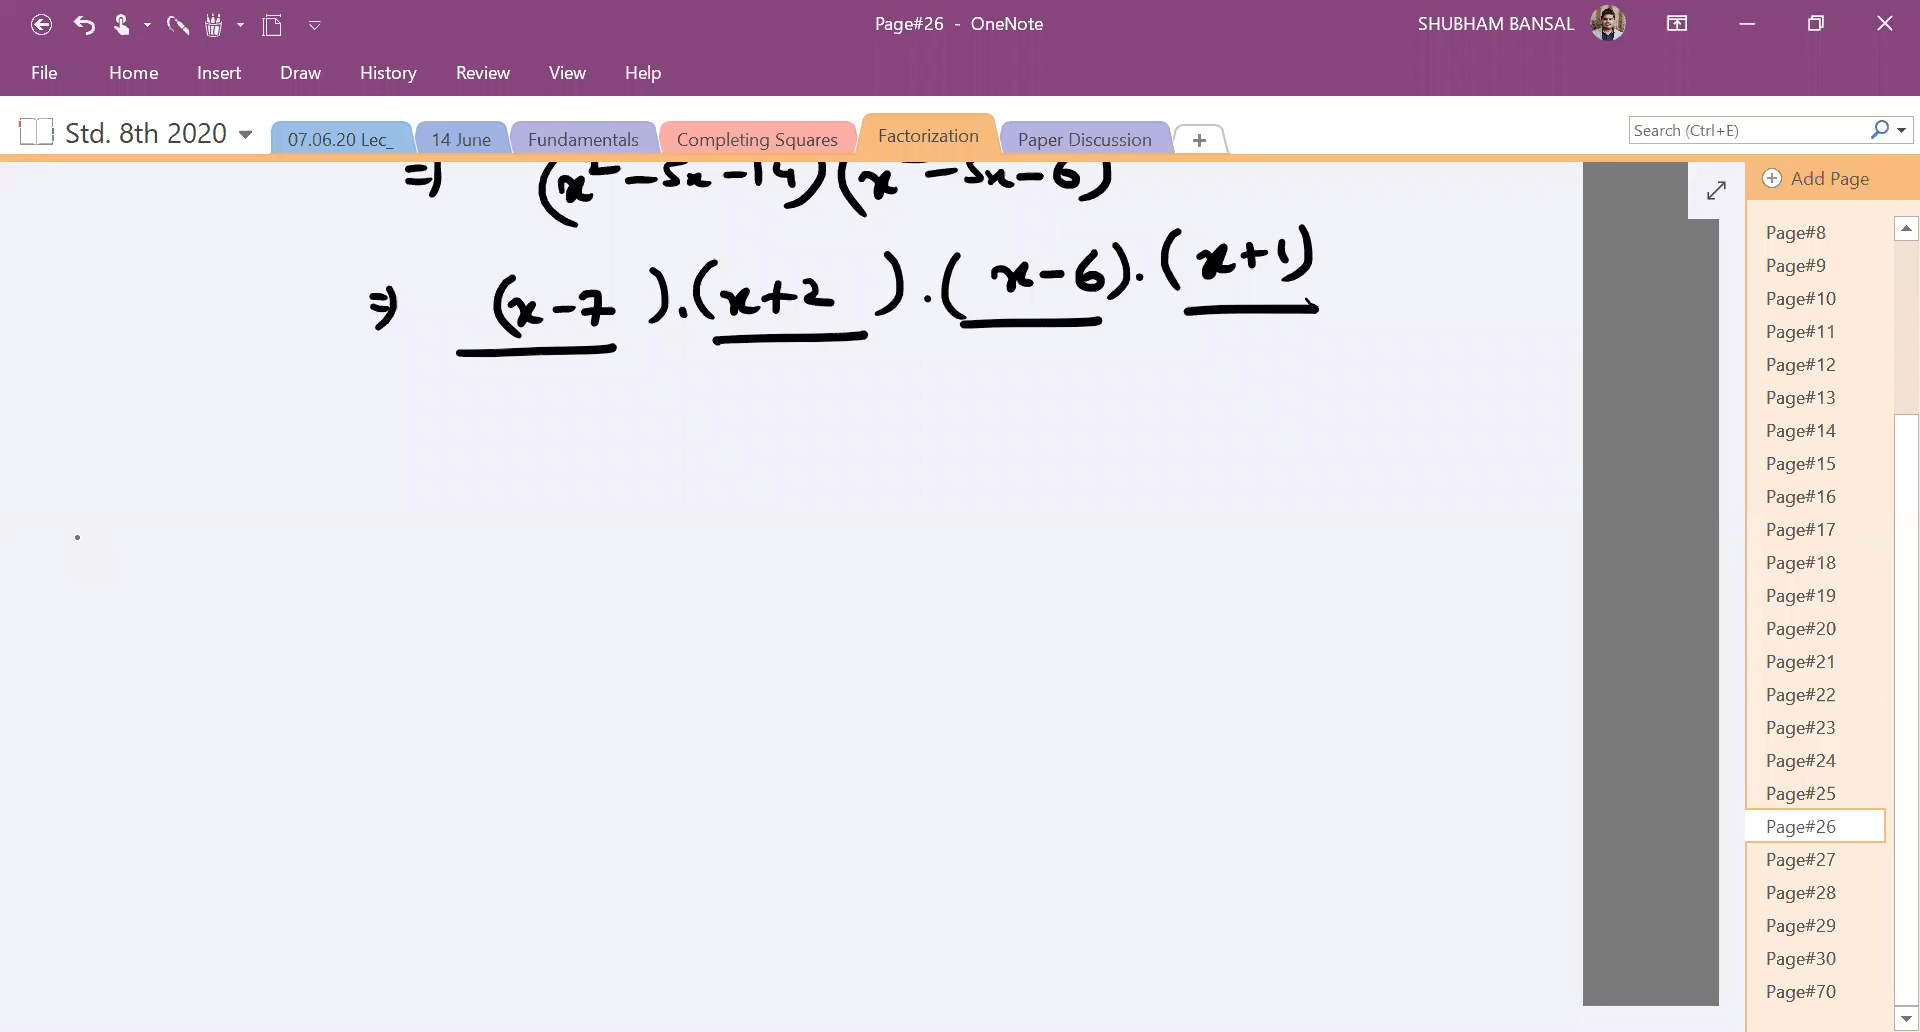 Page#26 - OneNote
SHUBHAM BANSAL
File Home Insert Draw History Review View Help
Std. 8th 2020
07.06.20 Lec_
14 June
Fundamentals
Completing Squares
Factorization
Paper Discussion
+
Search (Ctrl+E)
⇒ (x² - 5x - 14) (x² - 5x - 6)
⇒ (x - 7 ) . (x + 2 ) . ( x - 6) . (x + 1)
Add Page
Page#8
Page#9
Page#10
Page#11
Page#12
Page#13
Page#14
Page#15
Page#16
Page#17
Page#18
Page#19
Page#20
Page#21
Page#22
Page#23
Page#24
Page#25
Page#26
Page#27
Page#28
Page#29
Page#30
Page#70